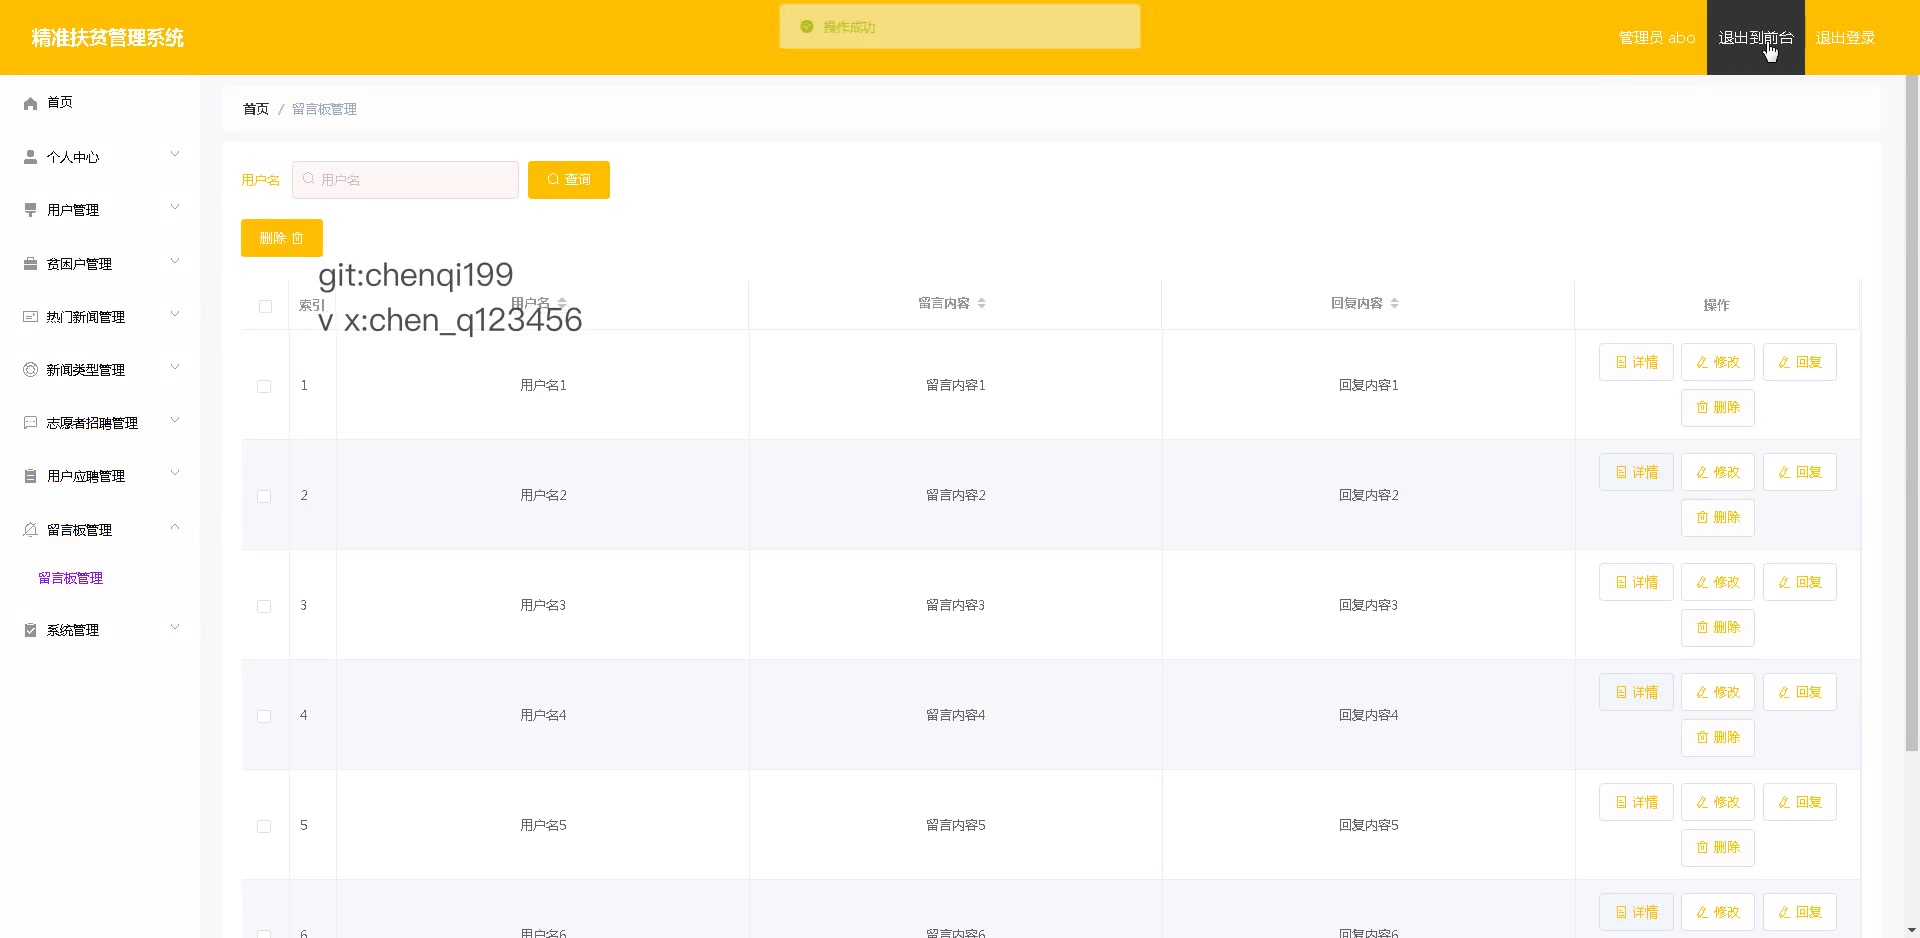 精准扶贫管理系统
操作成功
管理员 abo
退出到前台
退出登录
首页
个人中心
用户管理
贫困户管理
热门新闻管理
新闻类型管理
志愿者招聘管理
用户应聘管理
留言板管理
留言板管理
系统管理
首页 / 留言板管理
用户名 用户名 查询
删除
git:chenqi199
v x:chen_q123456
索引 用户名 留言内容 回复内容 操作
1 用户名1 留言内容1 回复内容1 详情 修改 回复
删除
2 用户名2 留言内容2 回复内容2 详情 修改 回复
删除
3 用户名3 留言内容3 回复内容3 详情 修改 回复
删除
4 用户名4 留言内容4 回复内容4 详情 修改 回复
删除
5 用户名5 留言内容5 回复内容5 详情 修改 回复
删除
6 用户名6 留言内容6 回复内容6 详情 修改 回复